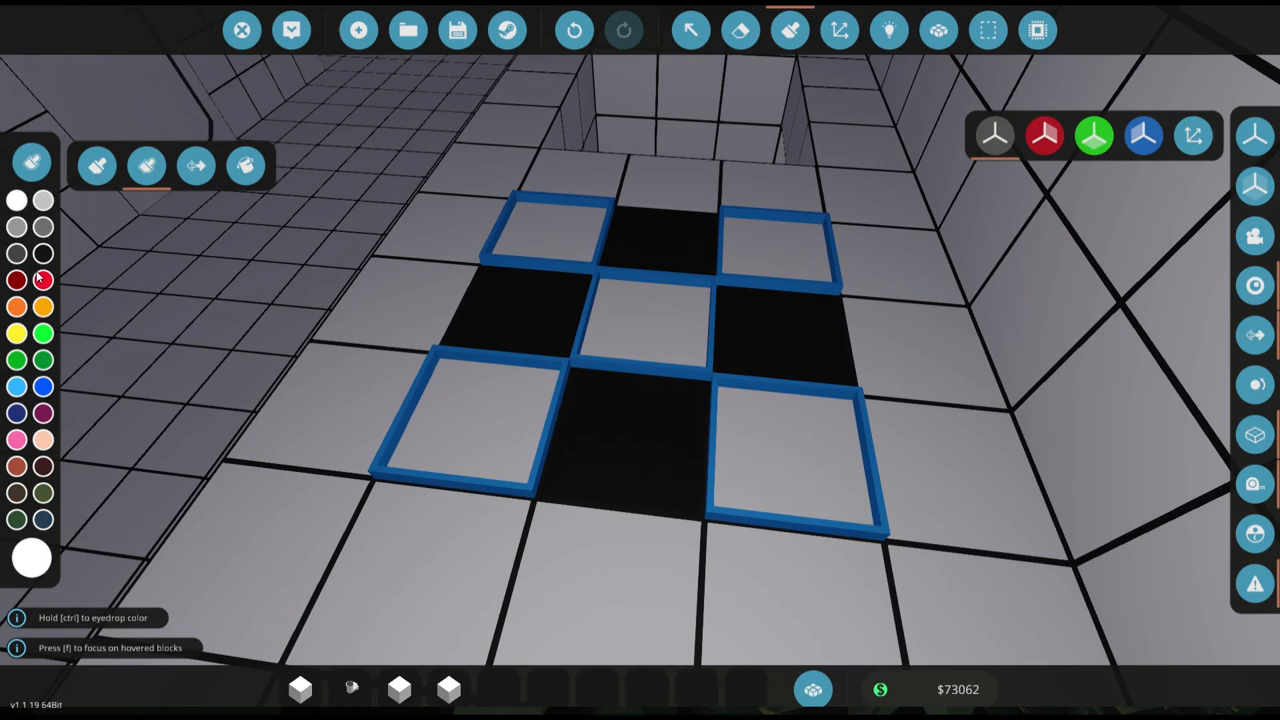 Hold [ctrl] to eyedrop color
Press [f] to focus on hovered blocks
$ $73062
v1.1.19 64Bit